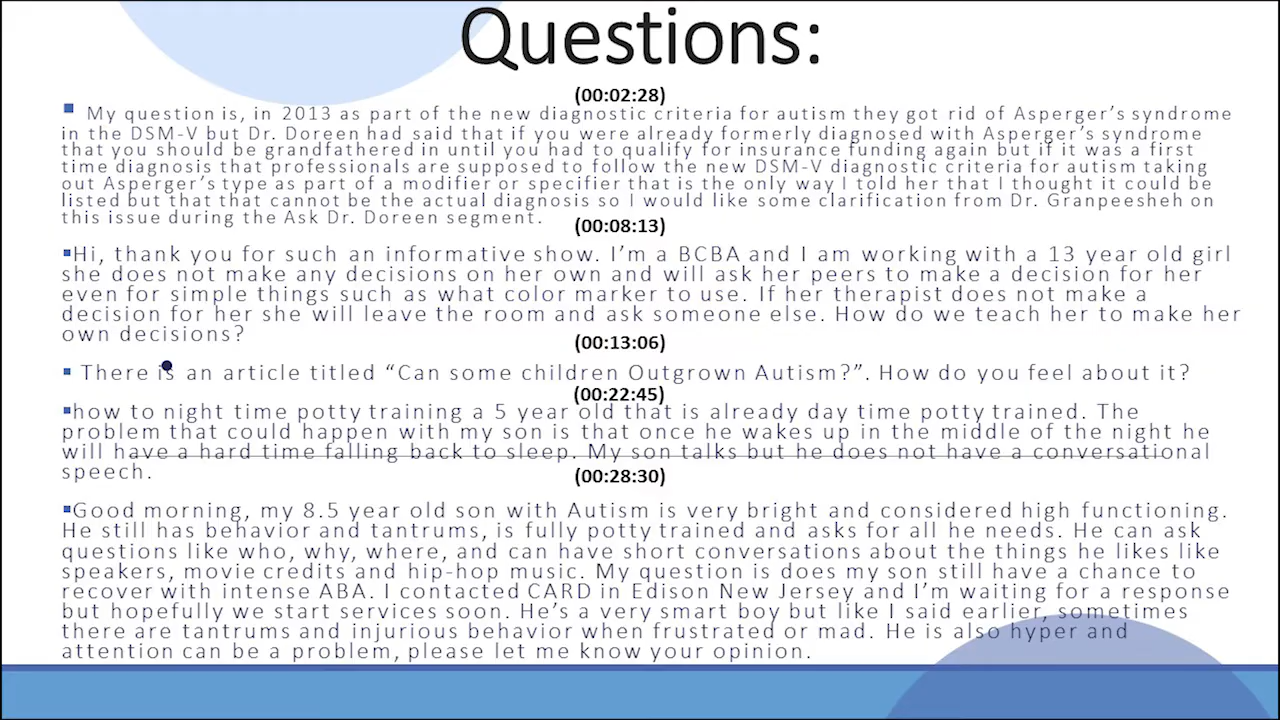 Questions:
(00:02:28)
▪ My question is, in 2013 as part of the new diagnostic criteria for autism they got rid of Asperger's syndrome
in the DSM-V but Dr. Doreen had said that if you were already formerly diagnosed with Asperger's syndrome
that you should be grandfathered in until you had to qualify for insurance funding again but if it was a first
time diagnosis that professionals are supposed to follow the new DSM-V diagnostic criteria for autism taking
out Asperger's type as part of a modifier or specifier that is the only way I told her that I thought it could be
listed but that that cannot be the actual diagnosis so I would like some clarification from Dr. Granpeesheh on
this issue during the Ask Dr. Doreen segment.
(00:08:13)
▪Hi, thank you for such an informative show. I'm a BCBA and I am working with a 13 year old girl
she does not make any decisions on her own and will ask her peers to make a decision for her
even for simple things such as what color marker to use. If her therapist does not make a
decision for her she will leave the room and ask someone else. How do we teach her to make her
own decisions?
(00:13:06)
▪ There is an article titled “Can some children Outgrown Autism?”. How do you feel about it?
(00:22:45)
▪how to night time potty training a 5 year old that is already day time potty trained. The
problem that could happen with my son is that once he wakes up in the middle of the night he
will have a hard time falling back to sleep. My son talks but he does not have a conversational
speech.
(00:28:30)
▪Good morning, my 8.5 year old son with Autism is very bright and considered high functioning.
He still has behavior and tantrums, is fully potty trained and asks for all he needs. He can ask
questions like who, why, where, and can have short conversations about the things he likes like
speakers, movie credits and hip-hop music. My question is does my son still have a chance to
recover with intense ABA. I contacted CARD in Edison New Jersey and I'm waiting for a response
but hopefully we start services soon. He's a very smart boy but like I said earlier, sometimes
there are tantrums and injurious behavior when frustrated or mad. He is also hyper and
attention can be a problem, please let me know your opinion.